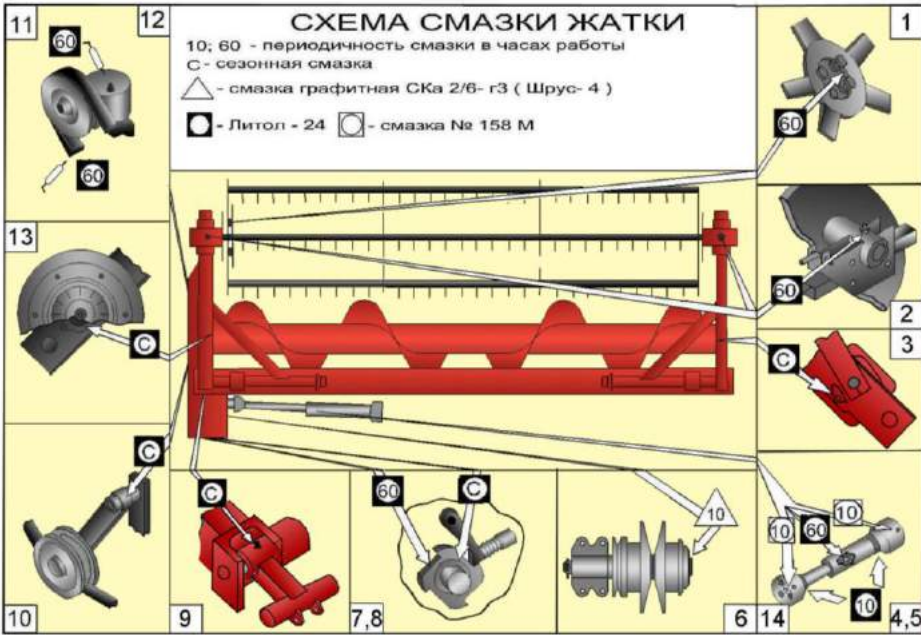 СХЕМА СМАЗКИ ЖАТКИ
10; 60 - периодичность смазки в часах работы
С - сезонная смазка
- смазка графитная СКа 2/6- г3 ( Шрус- 4 )
- Литол - 24 - смазка № 158 М
11 12
60
60
1
60
2
60
13
С
3
С
10
С
9
С
7,8
60 С
6
10
14 4,5
10 60 10
10